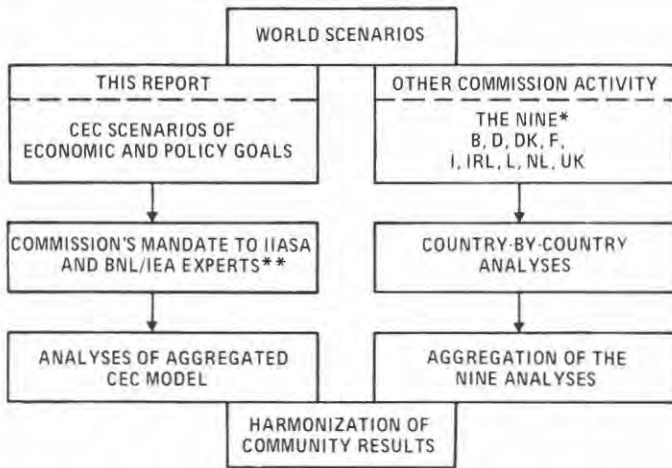 WORLD SCENARIOS
THIS REPORT
CEC SCENARIOS OF
ECONOMIC AND POLICY GOALS
OTHER COMMISSION ACTIVITY
THE NINE*
B, D, DK, F,
I, IRL, L, NL, UK
COMMISSION'S MANDATE TO IIASA
AND BNL/IEA EXPERTS**
COUNTRY-BY-COUNTRY
ANALYSES
ANALYSES OF AGGREGATED
CEC MODEL
AGGREGATION OF THE
NINE ANALYSES
HARMONIZATION OF
COMMUNITY RESULTS